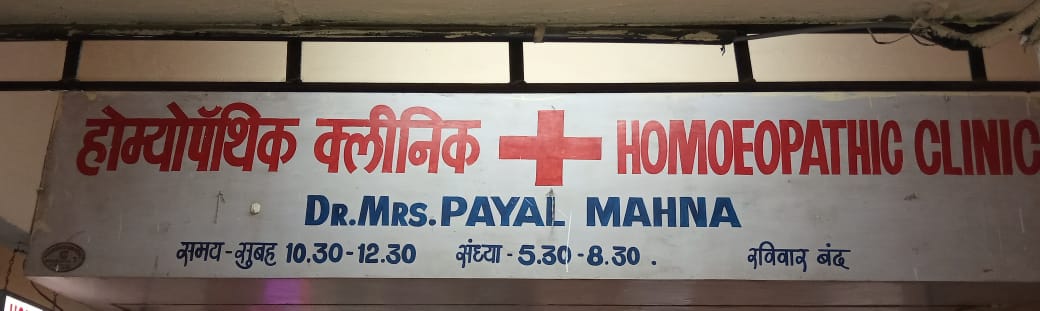 होम्योपॅथिक क्लीनिक + HOMOEOPATHIC CLINIC
DR. MRS. PAYAL MAHNA
समय - सुबह 10.30 - 12.30 संध्या - 5.30 - 8.30 . रविवार बंद